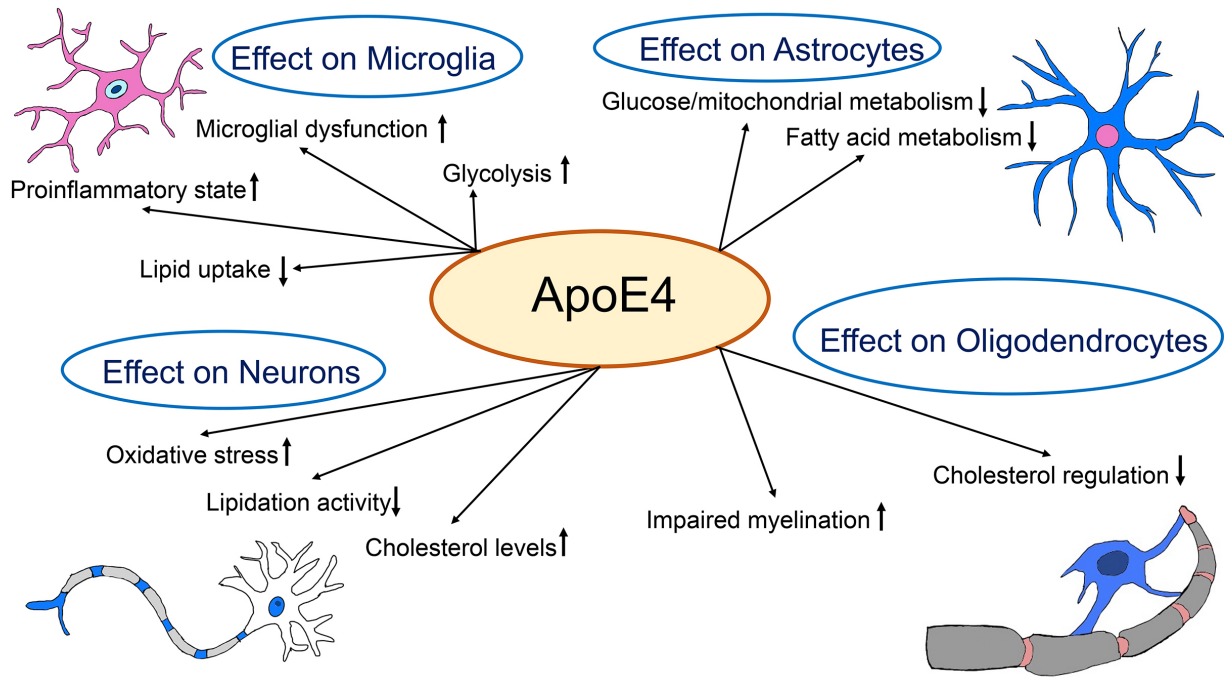 Effect on Microglia
Microglial dysfunction ↑
Glycolysis ↑
Proinflammatory state ↑
Lipid uptake ↓
Effect on Astrocytes
Glucose/mitochondrial metabolism ↓
Fatty acid metabolism ↓
ApoE4
Effect on Neurons
Oxidative stress ↑
Lipidation activity ↓
Cholesterol levels ↑
Effect on Oligodendrocytes
Cholesterol regulation ↓
Impaired myelination ↑